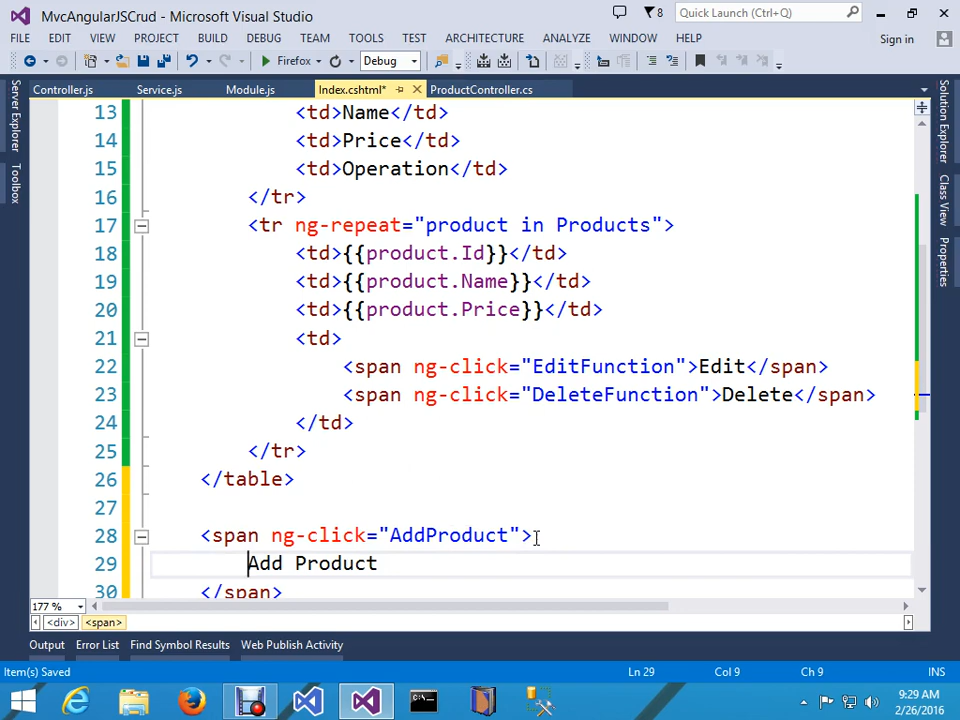 MvcAngularJSCrud - Microsoft Visual Studio
8
Quick Launch (Ctrl+Q)
FILE EDIT VIEW PROJECT BUILD DEBUG TEAM TOOLS TEST ARCHITECTURE ANALYZE WINDOW HELP
Sign in
Firefox Debug
Controller.js Service.js Module.js Index.cshtml* ProductController.cs
Server Explorer
Toolbox
Solution Explorer
Class View
Properties
13 <td>Name</td>
14 <td>Price</td>
15 <td>Operation</td>
16 </tr>
17 <tr ng-repeat="product in Products">
18 <td>{{product.Id}}</td>
19 <td>{{product.Name}}</td>
20 <td>{{product.Price}}</td>
21 <td>
22 <span ng-click="EditFunction">Edit</span>
23 <span ng-click="DeleteFunction">Delete</span>
24 </td>
25 </tr>
26 </table>
27
28 <span ng-click="AddProduct">
29 Add Product
30 </span>
177 %
<div> <span>
Output Error List Find Symbol Results Web Publish Activity
Item(s) Saved Ln 29 Col 9 Ch 9 INS
9:29 AM
2/26/2016